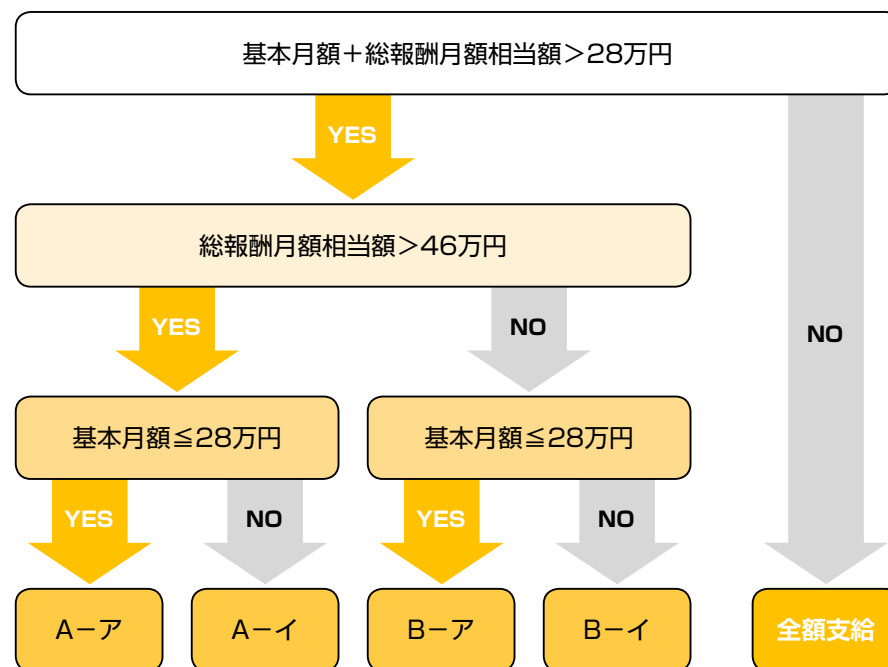 基本月額＋総報酬月額相当額＞28万円
YES
総報酬月額相当額＞46万円
YES
NO
NO
基本月額≦28万円
基本月額≦28万円
YES
NO
YES
NO
A－ア
A－イ
B－ア
B－イ
全額支給